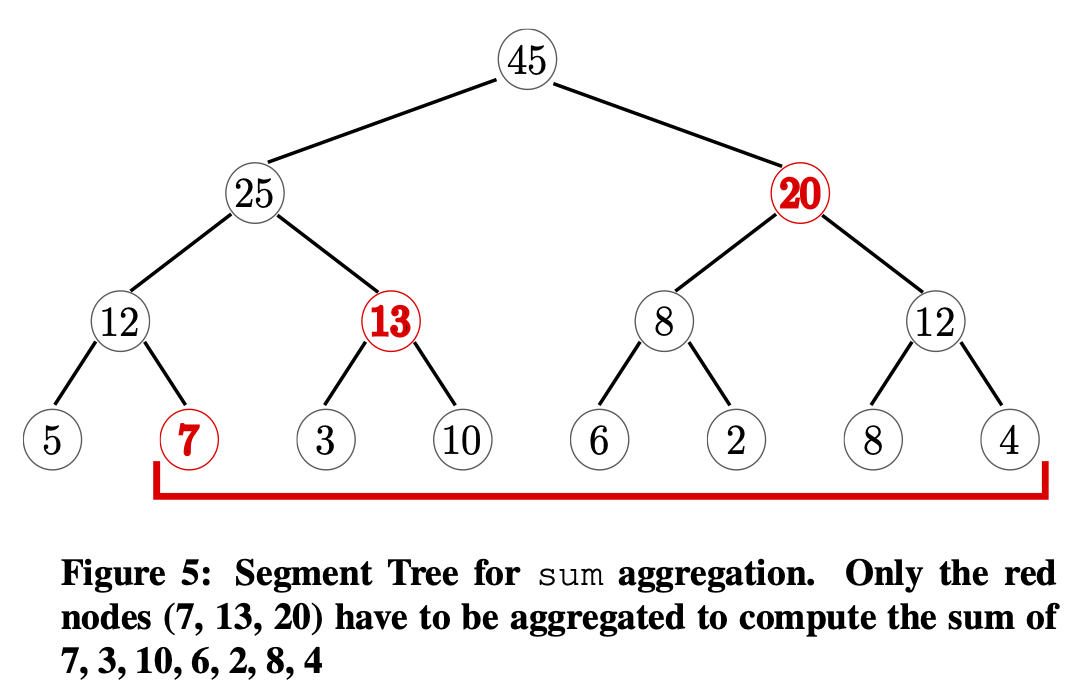 45
25 20
12 13 8 12
5 7 3 10 6 2 8 4
Figure 5: Segment Tree for sum aggregation. Only the red
nodes (7, 13, 20) have to be aggregated to compute the sum of
7, 3, 10, 6, 2, 8, 4